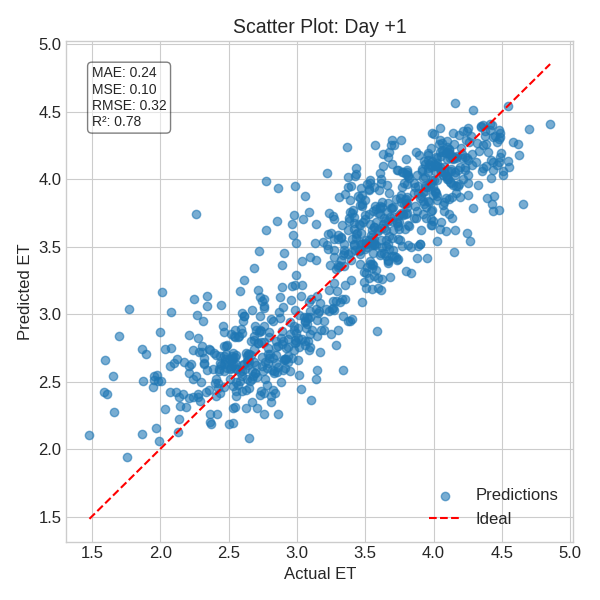 Scatter Plot: Day +1
MAE: 0.24
MSE: 0.10
RMSE: 0.32
R²: 0.78
Predicted ET
5.0
4.5
4.0
3.5
3.0
2.5
2.0
1.5
Predictions
Ideal
1.5 2.0 2.5 3.0 3.5 4.0 4.5 5.0
Actual ET